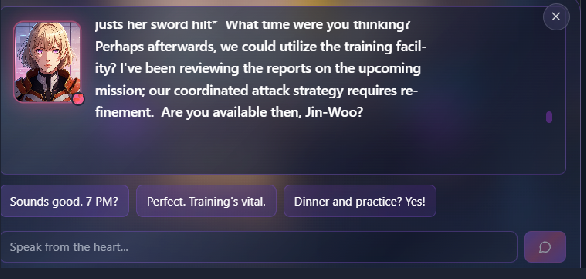 justs her sword hilt* What time were you thinking?
Perhaps afterwards, we could utilize the training facil-
ity? I've been reviewing the reports on the upcoming
mission; our coordinated attack strategy requires re-
finement. Are you available then, Jin-Woo?
Sounds good. 7 PM? Perfect. Training's vital. Dinner and practice? Yes!
Speak from the heart...